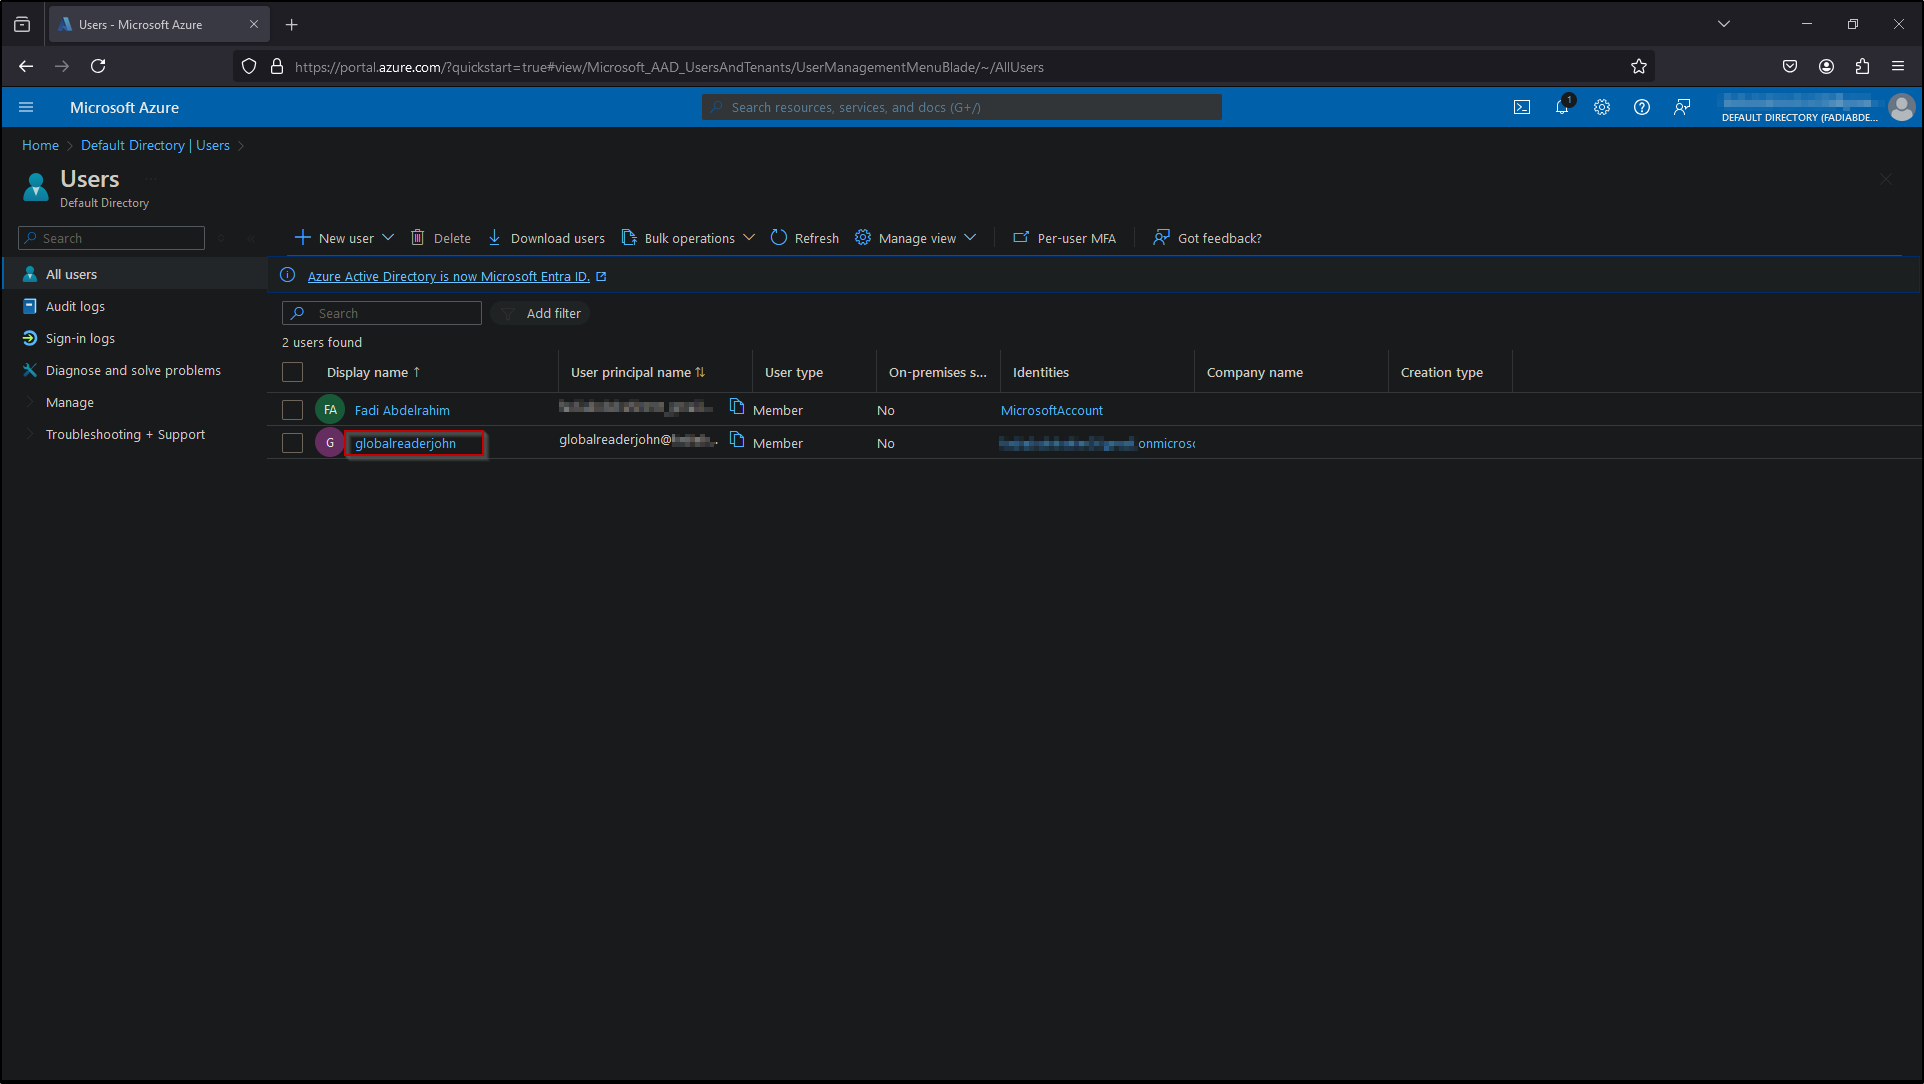 Users - Microsoft Azure
https://portal.azure.com/?quickstart=true#view/Microsoft_AAD_UsersAndTenants/UserManagementMenuBlade/~/AllUsers
Microsoft Azure
Search resources, services, and docs (G+/)
1
DEFAULT DIRECTORY (FADIABDE...
Home > Default Directory | Users >
Users
...
Default Directory
Search
New user
Delete
Download users
Bulk operations
Refresh
Manage view
Per-user MFA
Got feedback?
All users
Audit logs
Sign-in logs
Diagnose and solve problems
Manage
Troubleshooting + Support
Azure Active Directory is now Microsoft Entra ID.
Search
Add filter
2 users found
Display name ↑ User principal name ↑↓ User type On-premises s... Identities Company name Creation type
FA Fadi Abdelrahim Member No MicrosoftAccount
G globalreaderjohn globalreaderjohn@ Member No .onmicrosc